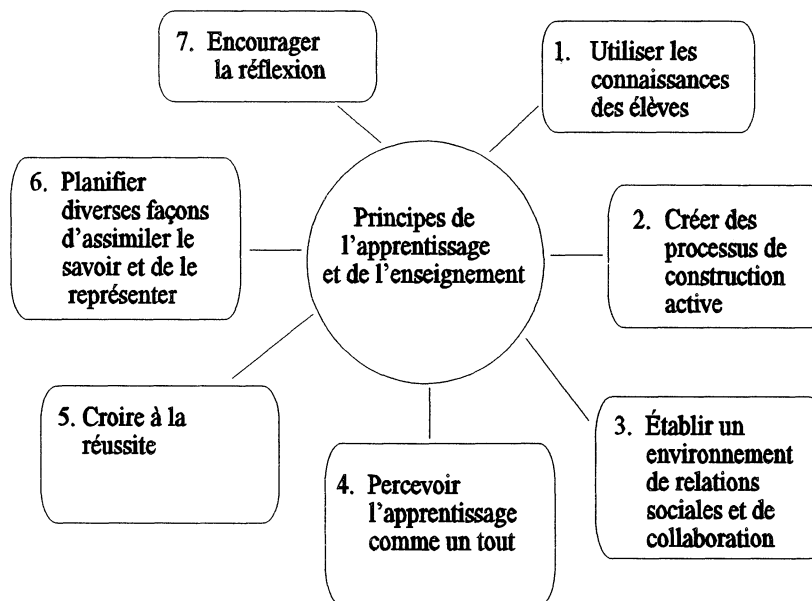 Principes de
l'apprentissage
et de l'enseignement
1. Utiliser les
connaissances
des élèves
2. Créer des
processus de
construction
active
3. Établir un
environnement
de relations
sociales et de
collaboration
4. Percevoir
l'apprentissage
comme un tout
5. Croire à la
réussite
6. Planifier
diverses façons
d'assimiler le
savoir et de le
représenter
7. Encourager
la réflexion